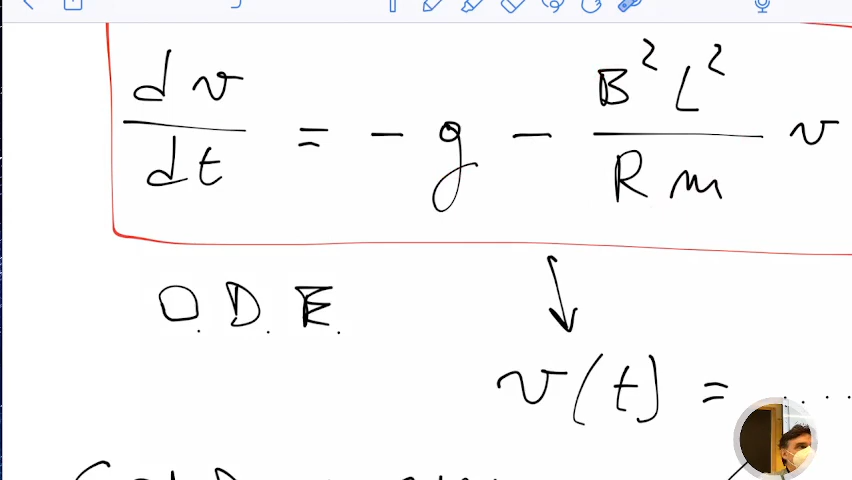 dv/dt = - g - B²L²/Rm v
O.D.E.
v(t) = ....